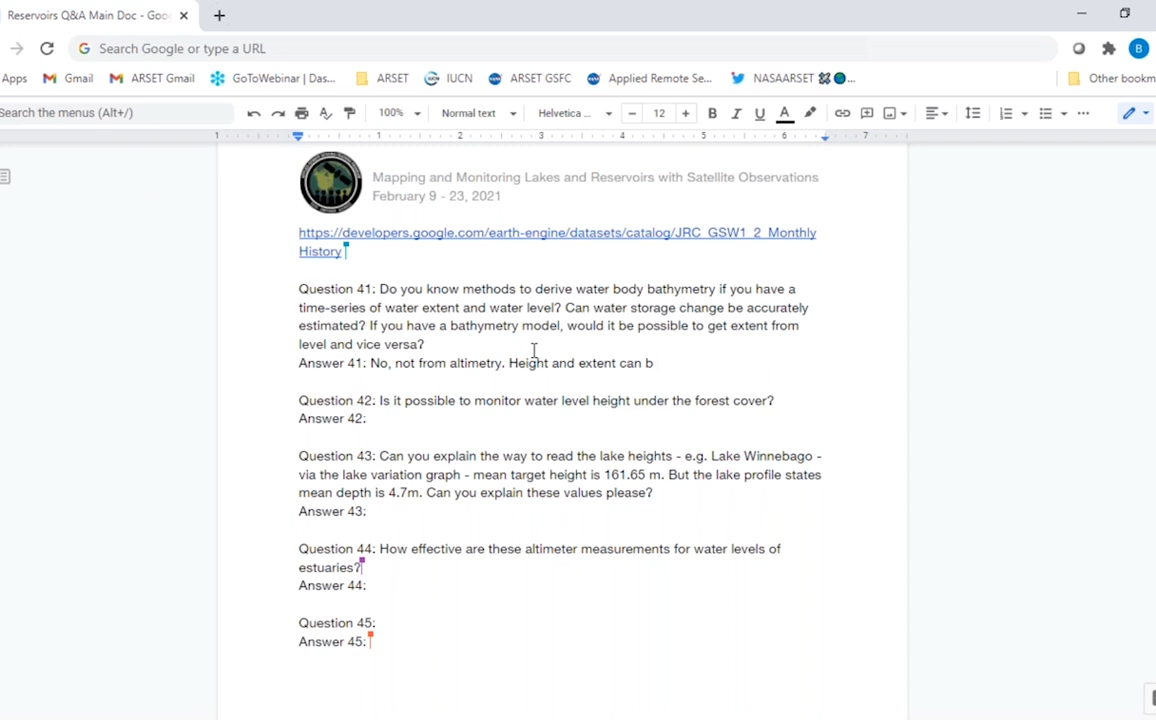 Reservoirs Q&A Main Doc - Goo
Search Google or type a URL
B
Apps Gmail ARSET Gmail GoToWebinar | Das... ARSET IUCN ARSET GSFC Applied Remote Se... NASAARSET ... Other bookm
Search the menus (Alt+/) 100% Normal text Helvetica ... 12 B I U A
1 1 2 3 4 5 6 7
Mapping and Monitoring Lakes and Reservoirs with Satellite Observations
February 9 - 23, 2021
https://developers.google.com/earth-engine/datasets/catalog/JRC_GSW1_2_Monthly
History
Question 41: Do you know methods to derive water body bathymetry if you have a
time-series of water extent and water level? Can water storage change be accurately
estimated? If you have a bathymetry model, would it be possible to get extent from
level and vice versa?
Answer 41: No, not from altimetry. Height and extent can b
Question 42: Is it possible to monitor water level height under the forest cover?
Answer 42:
Question 43: Can you explain the way to read the lake heights - e.g. Lake Winnebago -
via the lake variation graph - mean target height is 161.65 m. But the lake profile states
mean depth is 4.7m. Can you explain these values please?
Answer 43:
Question 44: How effective are these altimeter measurements for water levels of
estuaries?
Answer 44:
Question 45:
Answer 45: